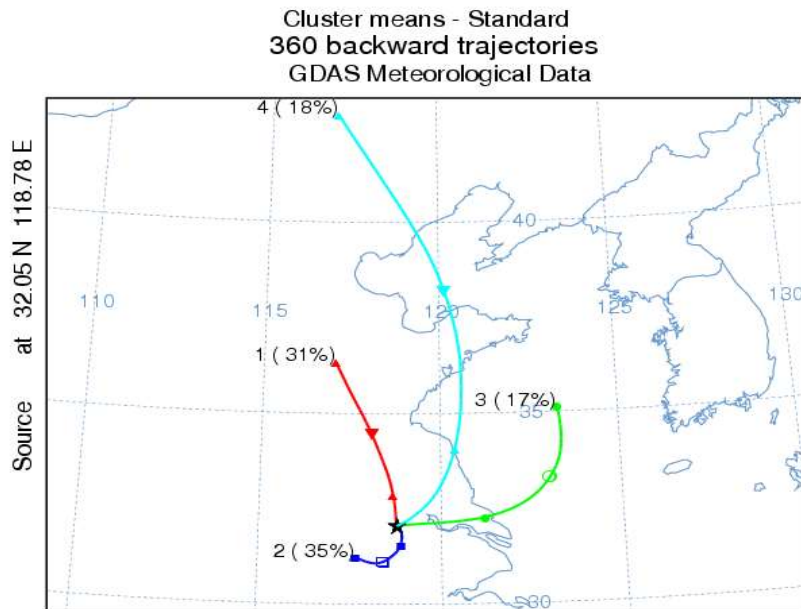 Cluster means - Standard
360 backward trajectories
GDAS Meteorological Data
Source at 32.05 N 118.78 E
4 ( 18%)
40
110
115
120
125
130
1 ( 31%)
3 ( 17%)
35
2 ( 35%)
30